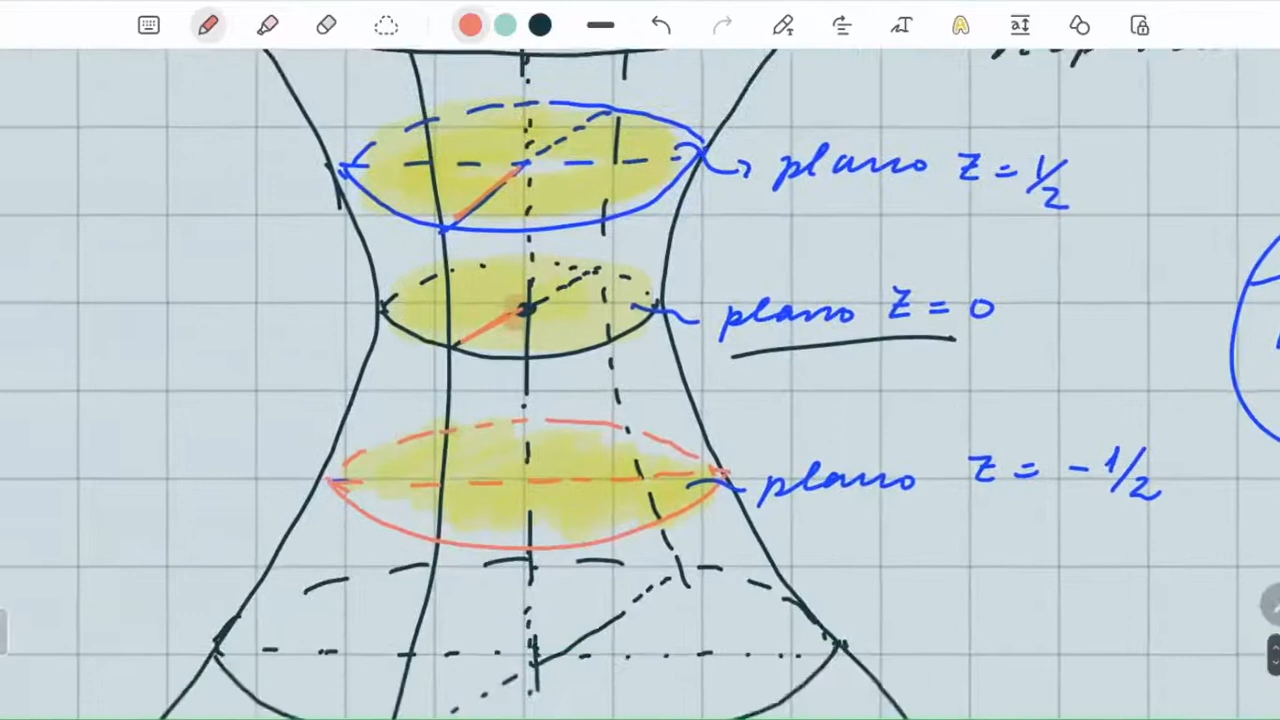 plano z = 1/2
plano z = 0
plano z = - 1/2